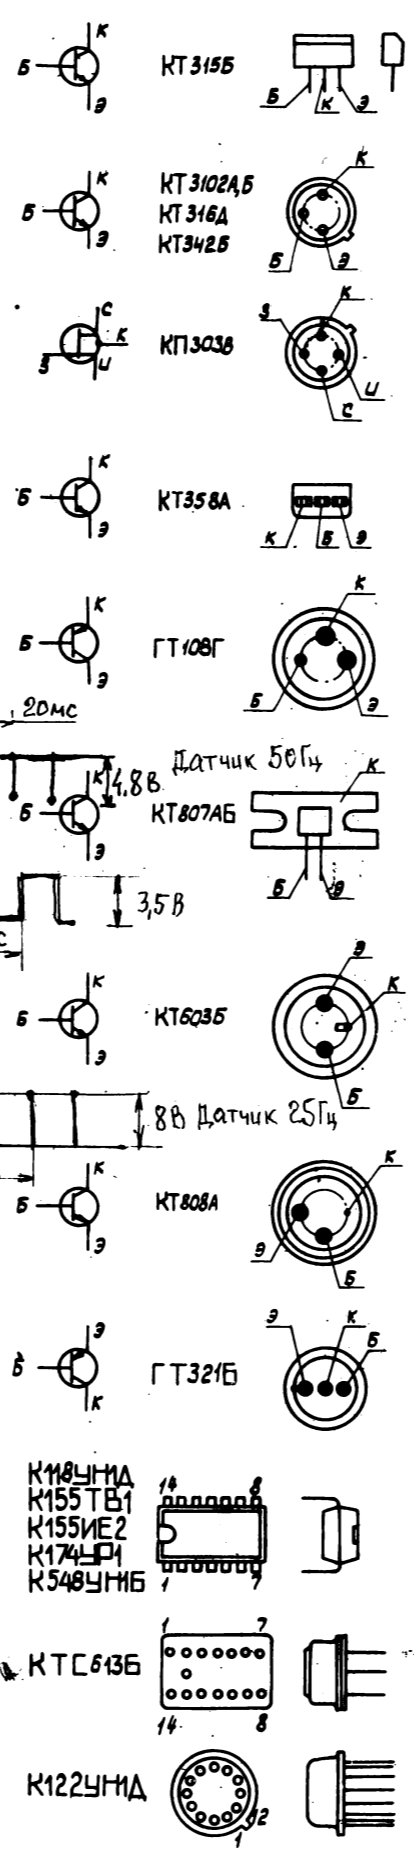 К
Б КТ315Б
Э Б К Э
К К
КТ3102А,Б
Б КТ316Д
КТ342Б
Э Б Э
С К
К КП303В З
З И И
С
К
Б КТ358А
Э К Б Э
К К
Б ГТ108Г
Э Б Э
20мс
Датчик 50Гц
К 4,8В К
Б КТ807АБ
Э Б Э
3,5В
с
К Э К
Б КТ603Б
Э Б
8В Датчик 25Гц
К К
Б КТ808А
Э Э Б
Э Э К Б
Б ГТ321Б
К
К118УН1Д 14 8
К155ТВ1
К155ИЕ2
К174УР1
К548УН1Б 1 7
1 7
КТС613Б
14 8
К122УН1Д
12
1